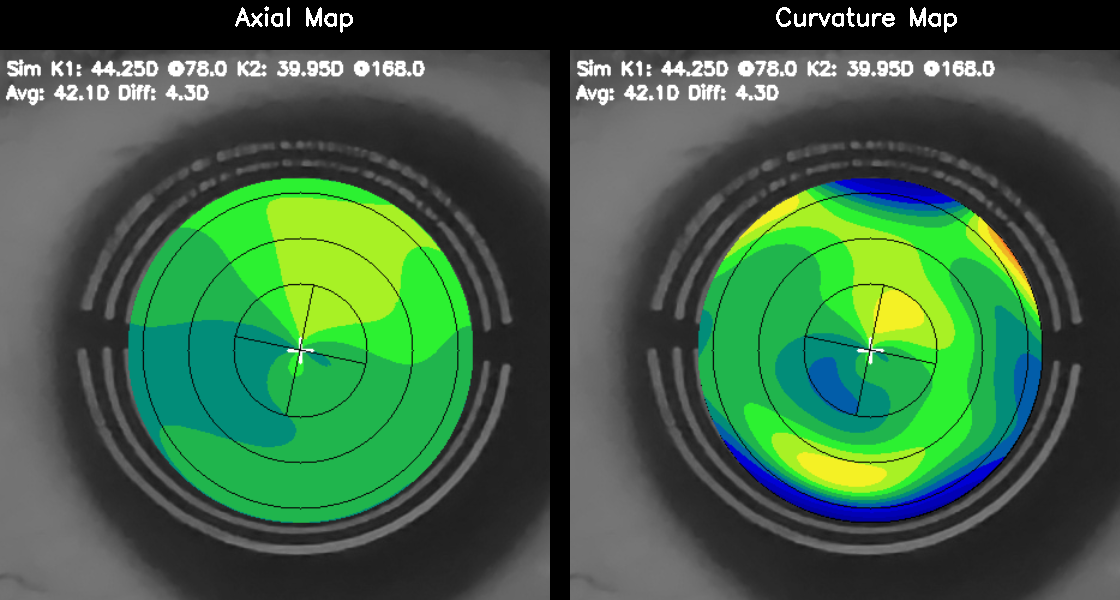 Axial Map
Curvature Map
Sim K1: 44.25D @78.0 K2: 39.95D @168.0
Avg: 42.1D Diff: 4.3D
Sim K1: 44.25D @78.0 K2: 39.95D @168.0
Avg: 42.1D Diff: 4.3D